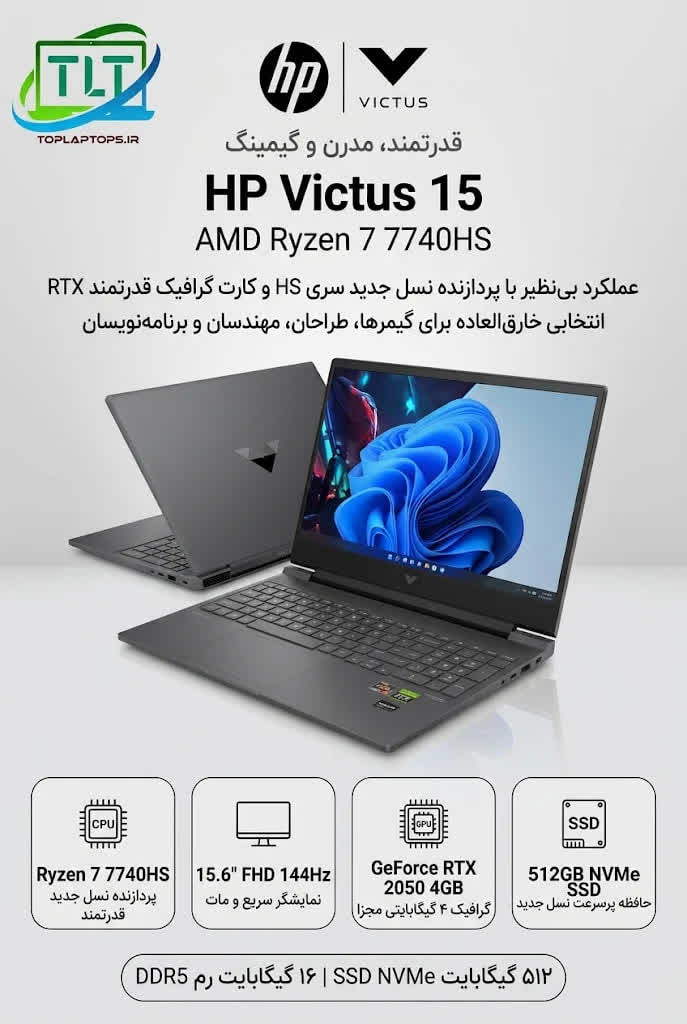 TLT
TOPLAPTOPS.IR
hp
VICTUS
قدرتمند، مدرن و گیمینگ
HP Victus 15
AMD Ryzen 7 7740HS
عملکرد بی‌نظیر با پردازنده نسل جدید سری HS و کارت گرافیک قدرتمند RTX
انتخابی خارق‌العاده برای گیمرها، طراحان، مهندسان و برنامه‌نویسان
CPU
Ryzen 7 7740HS
پردازنده نسل جدید
قدرتمند
15.6" FHD 144Hz
نمایشگر سریع و مات
GPU
GeForce RTX
2050 4GB
گرافیک ۴ گیگابایتی مجزا
SSD
512GB NVMe
SSD
حافظه پرسرعت نسل جدید
۵۱۲ گیگابایت SSD NVMe | ۱۶ گیگابایت رم DDR5